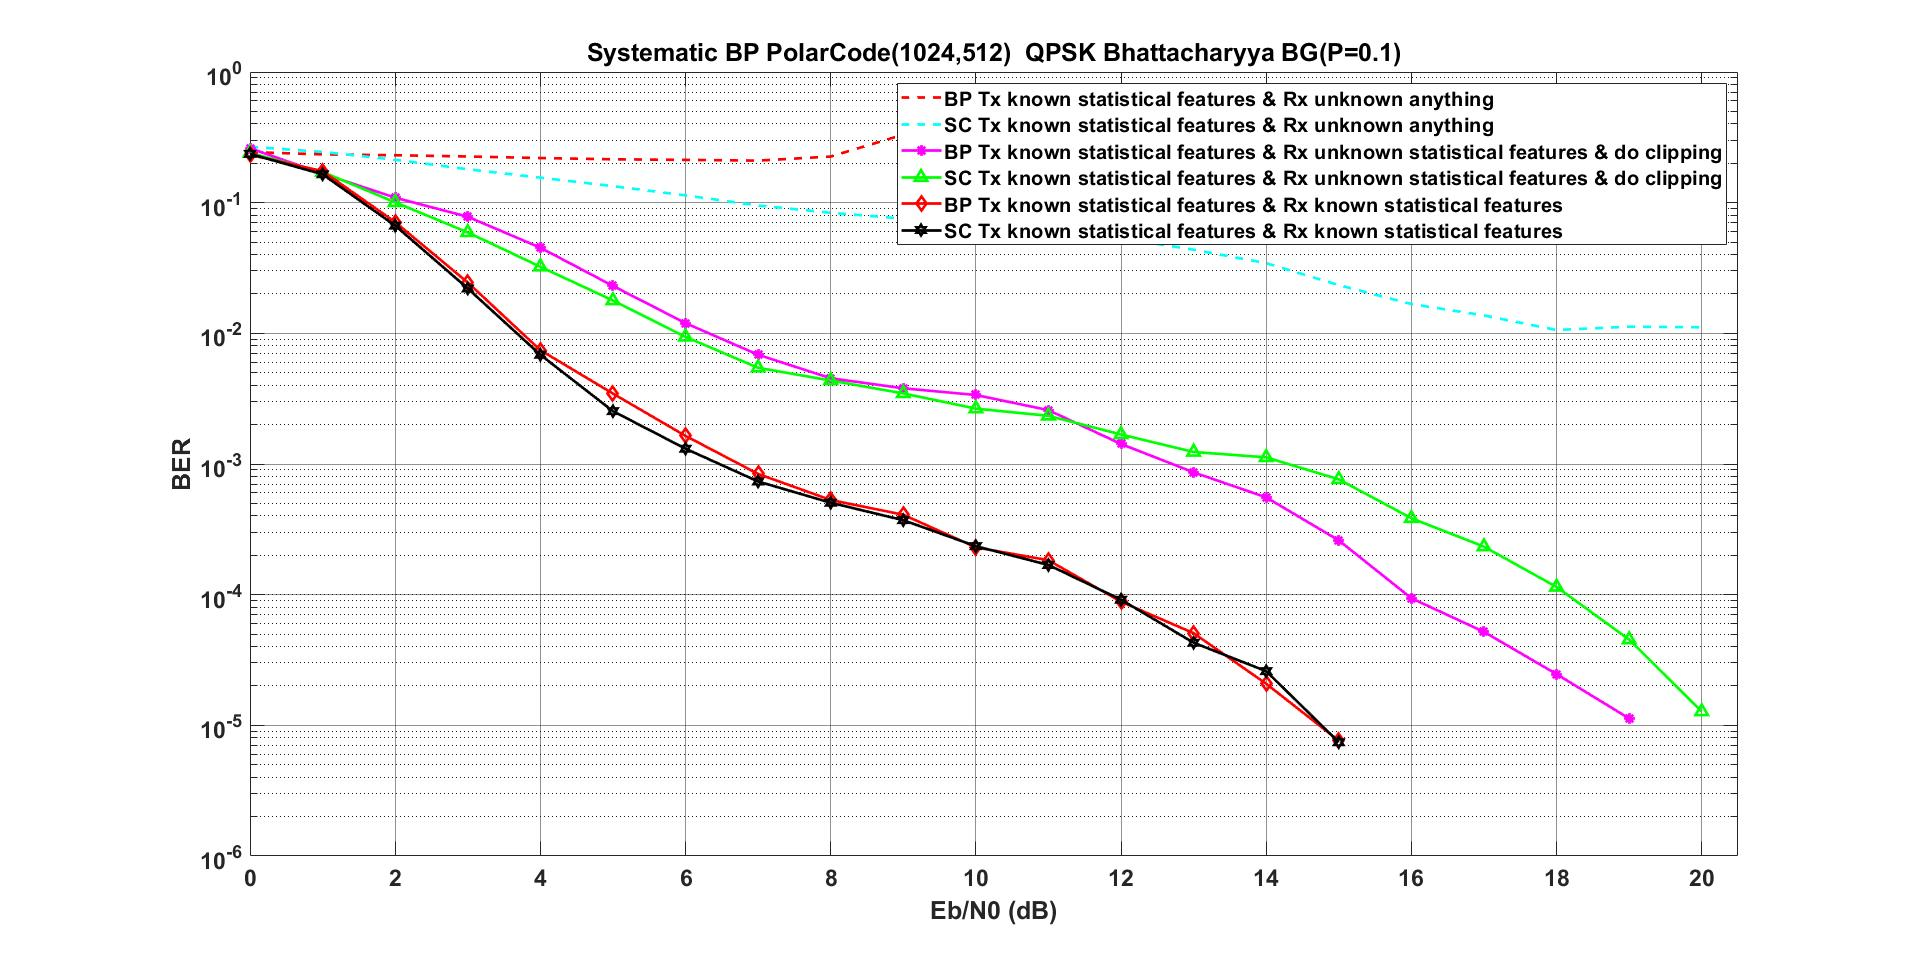 Systematic BP PolarCode(1024,512)  QPSK Bhattacharyya BG(P=0.1)
BP Tx known statistical features & Rx unknown anything
SC Tx known statistical features & Rx unknown anything
BP Tx known statistical features & Rx unknown statistical features & do clipping
SC Tx known statistical features & Rx unknown statistical features & do clipping
BP Tx known statistical features & Rx known statistical features
SC Tx known statistical features & Rx known statistical features
10^0
10^-1
10^-2
10^-3
10^-4
10^-5
10^-6
BER
0 2 4 6 8 10 12 14 16 18 20
Eb/N0 (dB)